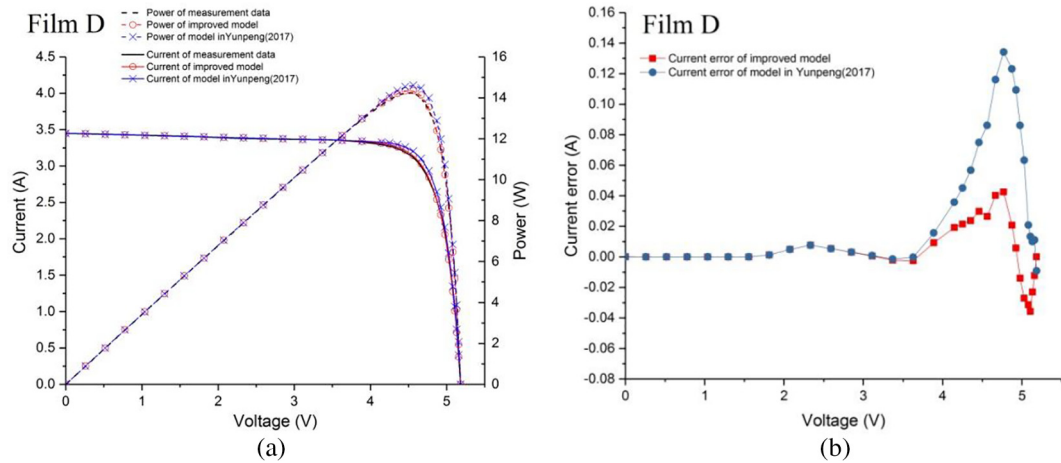 Film D
Power of measurement data
Power of improved model
Power of model inYunpeng(2017)
Current of measurement data
Current of improved model
Current of model inYunpeng(2017)
4.5
4.0
3.5
3.0
2.5
2.0
1.5
1.0
0.5
0.0
Current (A)
16
14
12
10
8
6
4
2
0
Power (W)
0 1 2 3 4 5
Voltage (V)
(a)
Film D
Current error of improved model
Current error of model in Yunpeng(2017)
0.16
0.14
0.12
0.10
0.08
0.06
0.04
0.02
0.00
-0.02
-0.04
-0.06
-0.08
Current error (A)
0 1 2 3 4 5
Voltage (V)
(b)